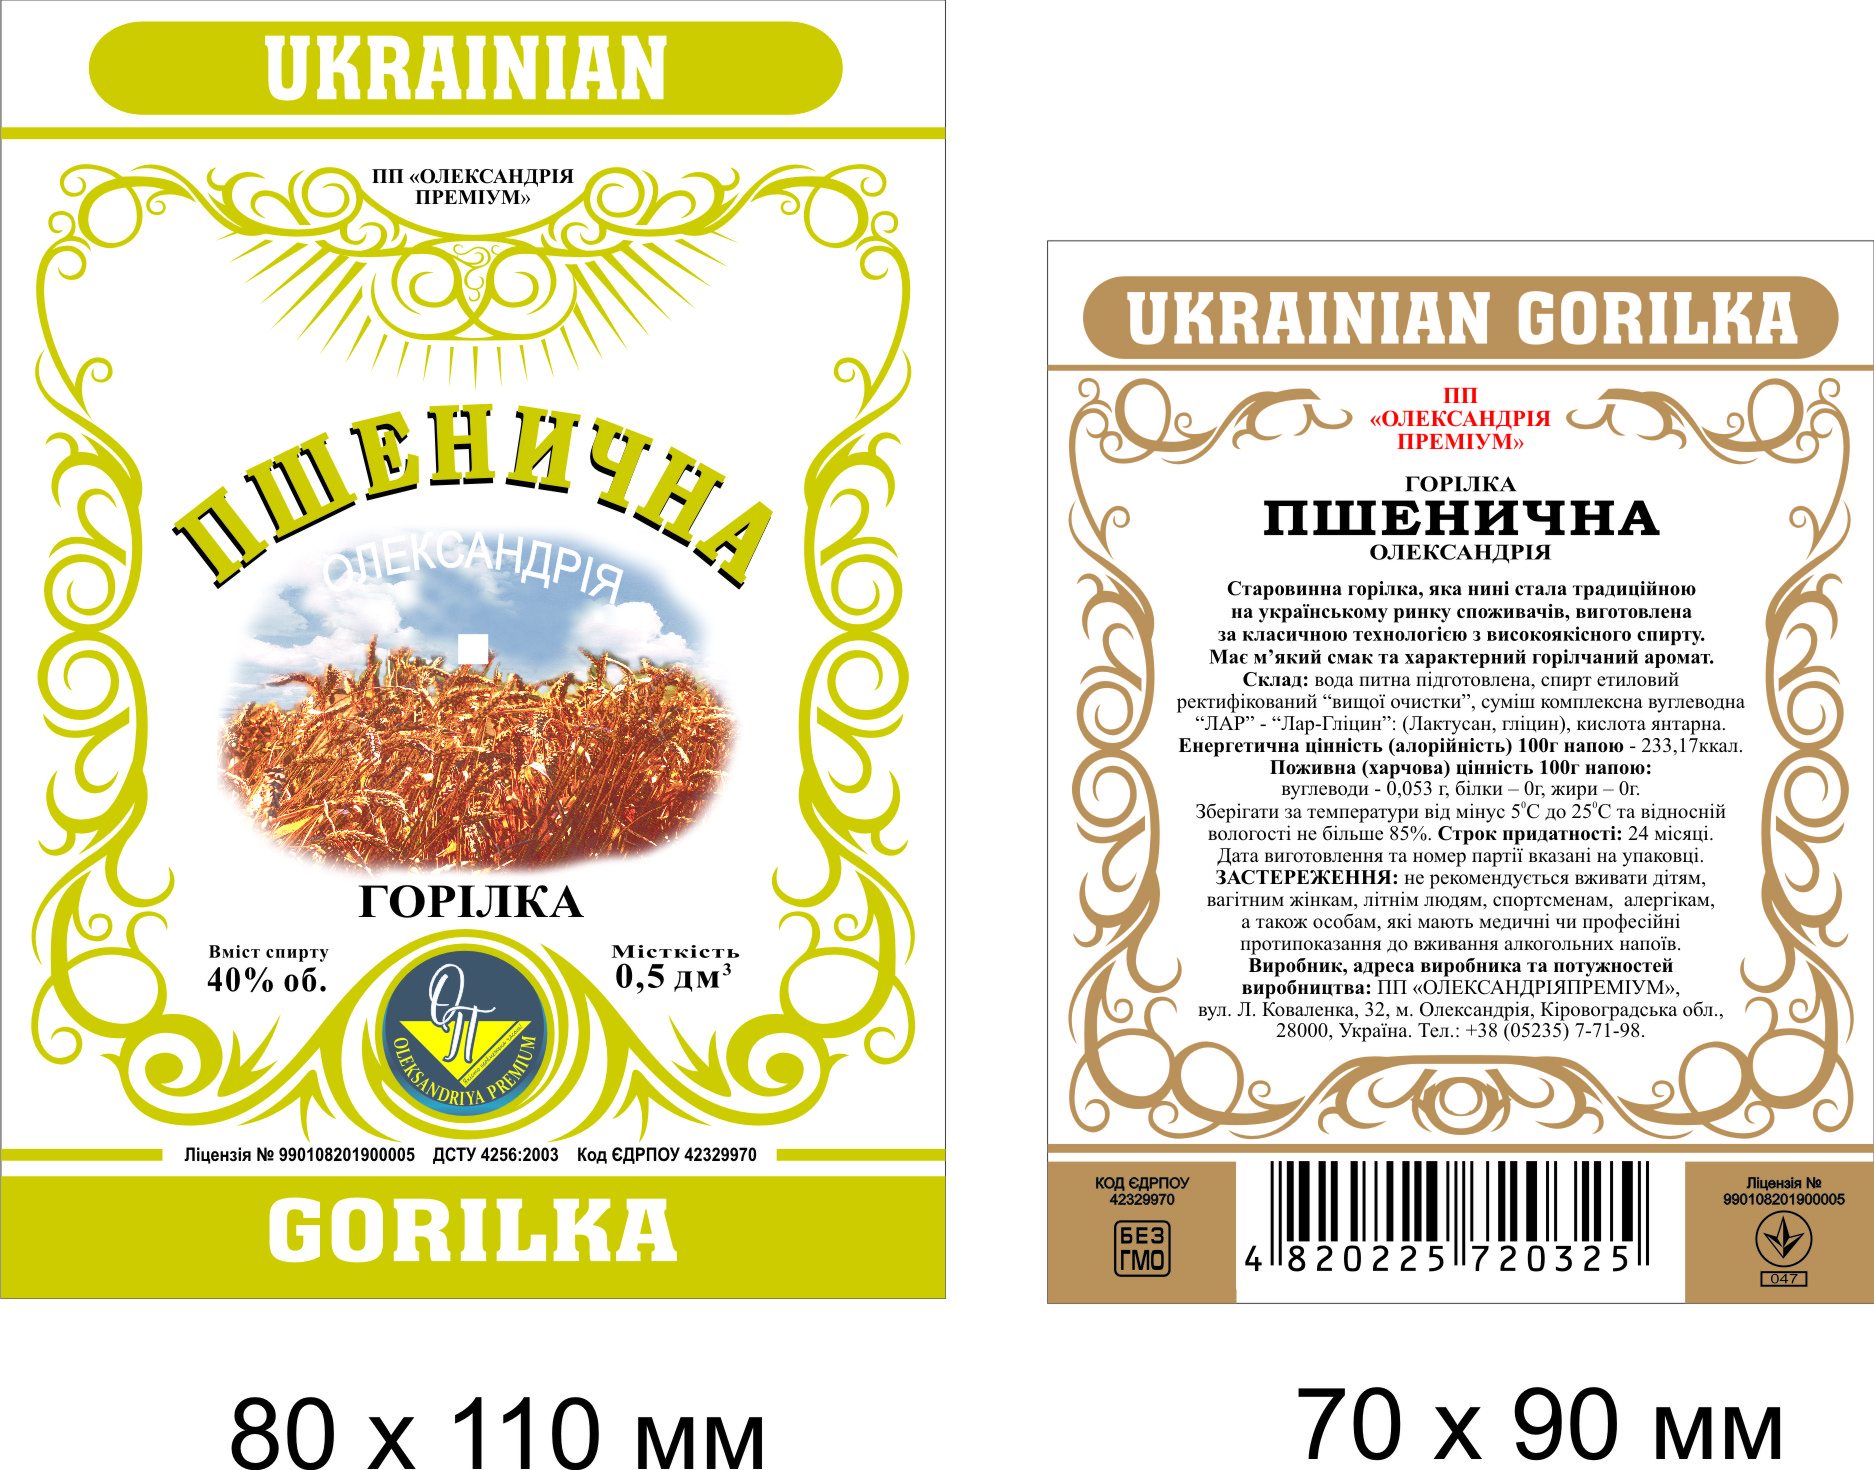 UKRAINIAN
ПП «ОЛЕКСАНДРІЯ
ПРЕМІУМ»
ПШЕНИЧНА
ОЛЕКСАНДРІЯ
ГОРІЛКА
Вміст спирту
40% об.
Місткість
0,5 дм³
ОП
OLEKSANDRIYA PREMIUM
Ліцензія № 990108201900005 ДСТУ 4256:2003 Код ЄДРПОУ 42329970
GORILKA
80 х 110 мм
UKRAINIAN GORILKA
ПП
«ОЛЕКСАНДРІЯ
ПРЕМІУМ»
ГОРІЛКА
ПШЕНИЧНА
ОЛЕКСАНДРІЯ
Старовинна горілка, яка нині стала традиційною
на українському ринку споживачів, виготовлена
за класичною технологією з високоякісного спирту.
Має м’який смак та характерний горілчаний аромат.
Склад: вода питна підготовлена, спирт етиловий
ректифікований “вищої очистки”, суміш комплексна вуглеводна
“ЛАР” - “Лар-Гліцин”: (Лактусан, гліцин), кислота янтарна.
Енергетична цінність (алорійність) 100г напою - 233,17ккал.
Поживна (харчова) цінність 100г напою:
вуглеводи - 0,053 г, білки – 0г, жири – 0г.
Зберігати за температури від мінус 5⁰С до 25⁰С та відносній
вологості не більше 85%. Строк придатності: 24 місяці.
Дата виготовлення та номер партії вказані на упаковці.
ЗАСТЕРЕЖЕННЯ: не рекомендується вживати дітям,
вагітним жінкам, літнім людям, спортсменам, алергікам,
а також особам, які мають медичні чи професійні
протипоказання до вживання алкогольних напоїв.
Виробник, адреса виробника та потужностей
виробництва: ПП «ОЛЕКСАНДРІЯПРЕМІУМ»,
вул. Л. Коваленка, 32, м. Олександрія, Кіровоградська обл.,
28000, Україна. Тел.: +38 (05235) 7-71-98.
КОД ЄДРПОУ
42329970
БЕЗ
ГМО
4 820225 720325
Ліцензія №
990108201900005
047
70 х 90 мм